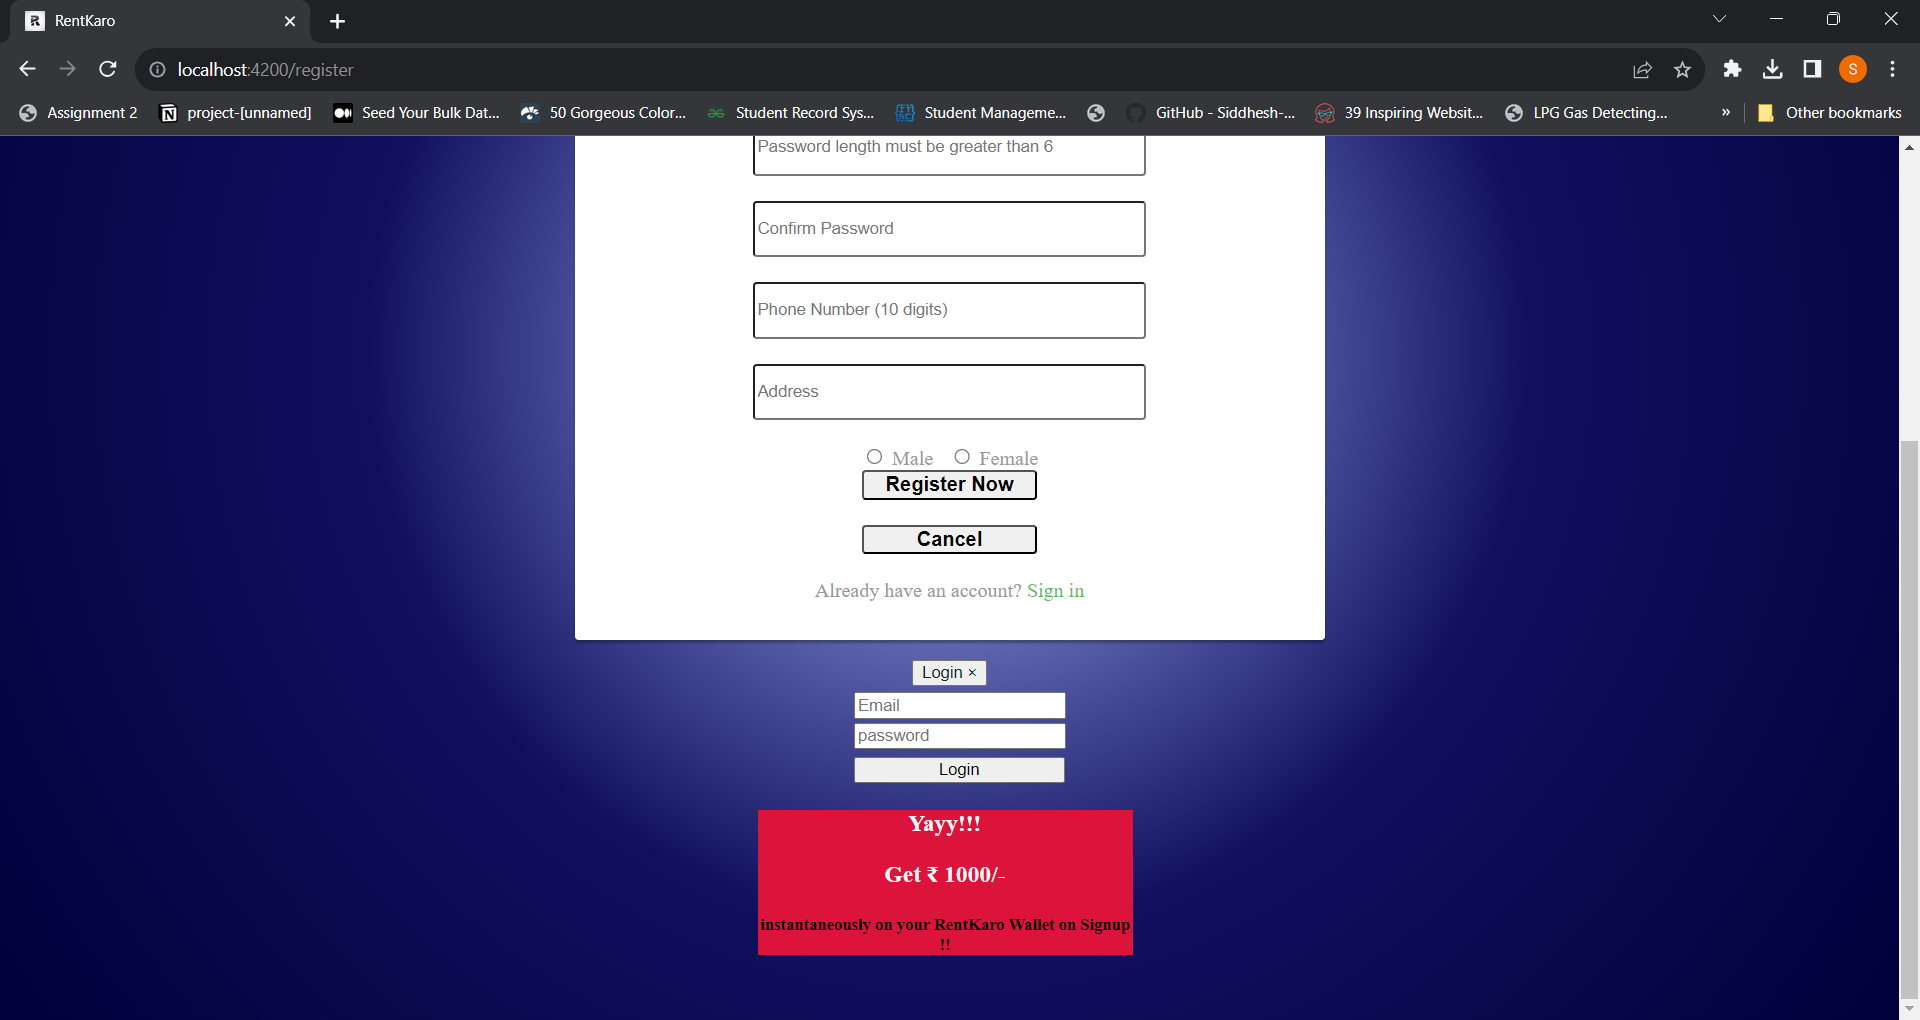 RentKaro
localhost:4200/register
S
Assignment 2
project-[unnamed]
Seed Your Bulk Dat...
50 Gorgeous Color...
Student Record Sys...
Student Manageme...
GitHub - Siddhesh-...
39 Inspiring Websit...
LPG Gas Detecting...
»
Other bookmarks
Password length must be greater than 6
Confirm Password
Phone Number (10 digits)
Address
Male Female
Register Now
Cancel
Already have an account? Sign in
Login ×
Email
password
Login
Yayy!!!
Get ₹ 1000/-
instantaneously on your RentKaro Wallet on Signup
!!